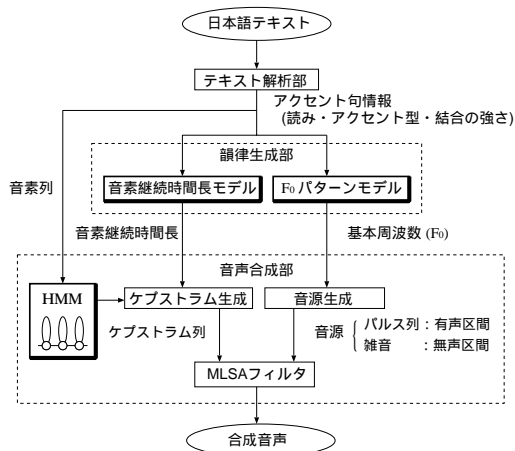 日本語テキスト
テキスト解析部
アクセント句情報
(読み・アクセント型・結合の強さ)
韻律生成部
音素列
音素継続時間長モデル
F0 パターンモデル
音素継続時間長
基本周波数 (F0)
音声合成部
HMM
ケプストラム生成
音源生成
ケプストラム列
音源
パルス列：有声区間
雑音　　：無声区間
MLSAフィルタ
合成音声